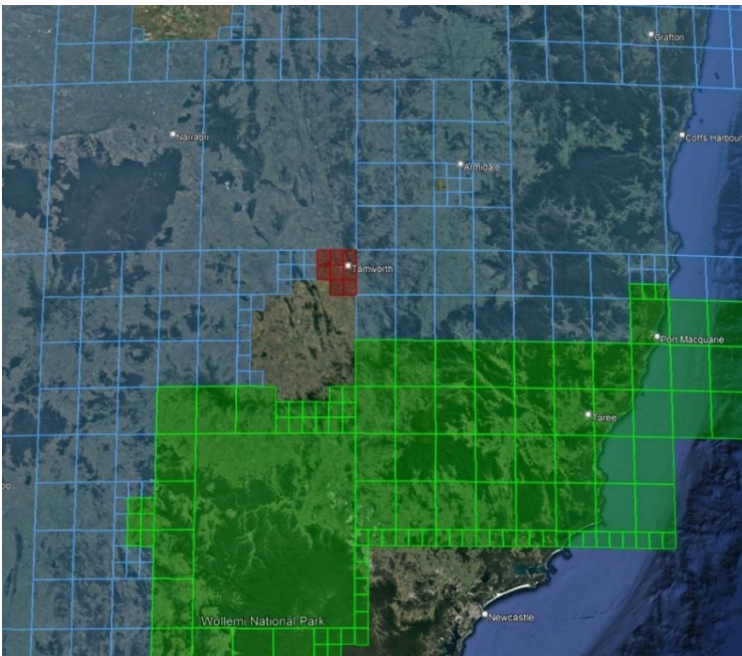 Grafton
Narrabri
Coffs Harbour
Armidale
Tamworth
Port Macquarie
Taree
Wollemi National Park
Newcastle